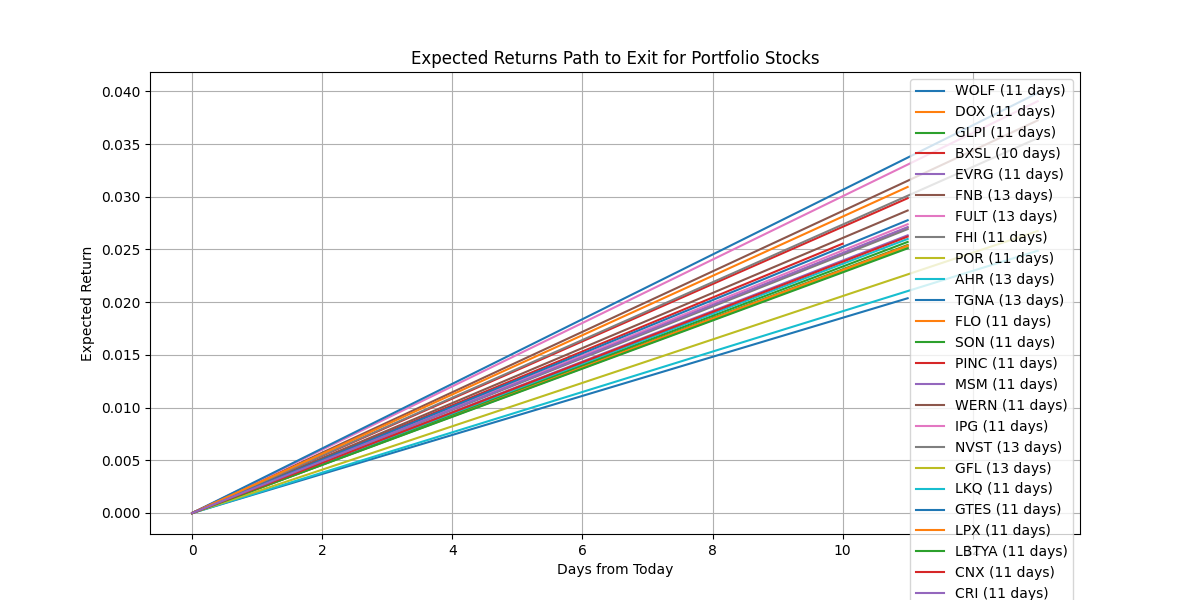 Expected Returns Path to Exit for Portfolio Stocks
Expected Return
0.040
0.035
0.030
0.025
0.020
0.015
0.010
0.005
0.000
0 2 4 6 8 10
Days from Today
WOLF (11 days)
DOX (11 days)
GLPI (11 days)
BXSL (10 days)
EVRG (11 days)
FNB (13 days)
FULT (13 days)
FHI (11 days)
POR (11 days)
AHR (13 days)
TGNA (13 days)
FLO (11 days)
SON (11 days)
PINC (11 days)
MSM (11 days)
WERN (11 days)
IPG (11 days)
NVST (13 days)
GFL (13 days)
LKQ (11 days)
GTES (11 days)
LPX (11 days)
LBTYA (11 days)
CNX (11 days)
CRI (11 days)